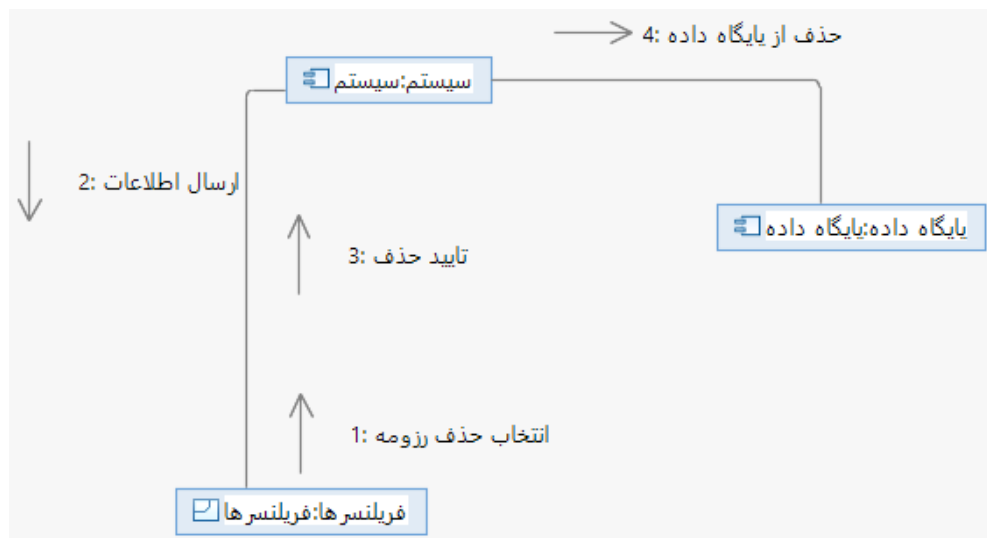 حذف از پایگاه داده :4
سیستم:سیستم
2: ارسال اطلاعات
پایگاه داده:پایگاه داده
3: تایید حذف
1: انتخاب حذف رزومه
فریلنسرها:فریلنسرها